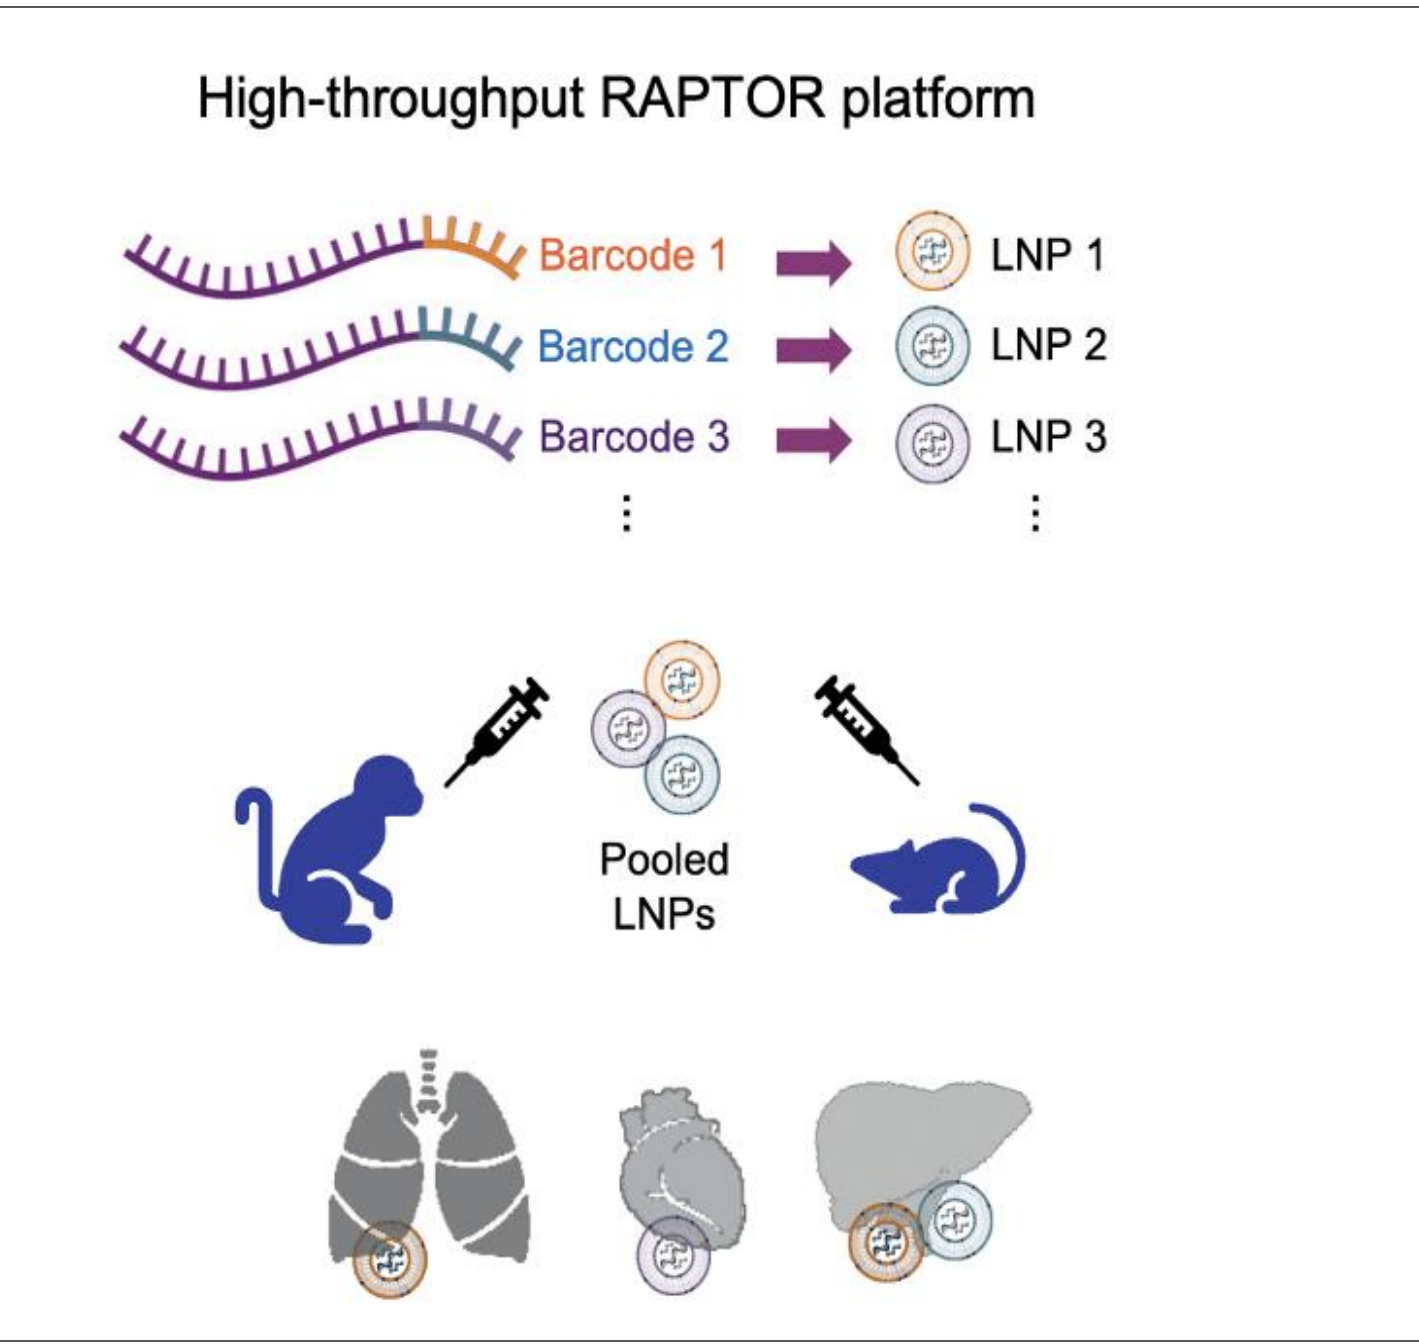 High-throughput RAPTOR platform
Barcode 1 LNP 1
Barcode 2 LNP 2
Barcode 3 LNP 3
Pooled
LNPs